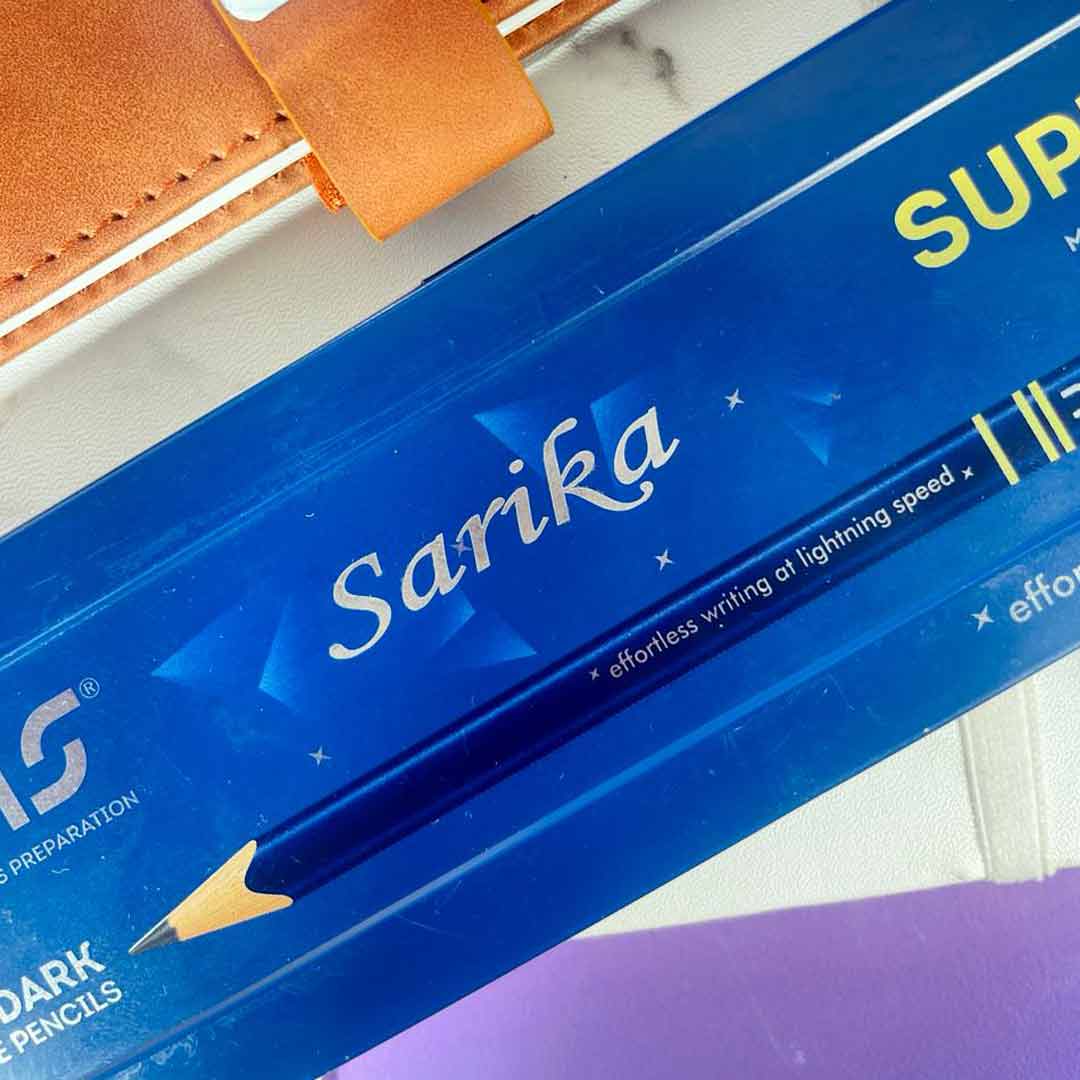 SUP
Sarika
effortless writing at lightning speed
effor
S®
S PREPARATION
DARK
E PENCILS